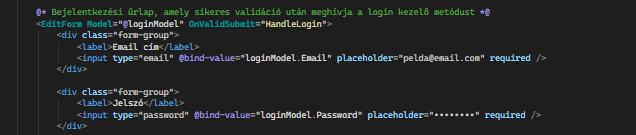 @* Bejelentkezési űrlap, amely sikeres validáció után meghívja a login kezelő metódust *@
<EditForm Model="@loginModel" OnValidSubmit="HandleLogin">
<div class="form-group">
<label>Email cím</label>
<input type="email" @bind-value="loginModel.Email" placeholder="pelda@email.com" required />
</div>
<div class="form-group">
<label>Jelszó</label>
<input type="password" @bind-value="loginModel.Password" placeholder="••••••••" required />
</div>